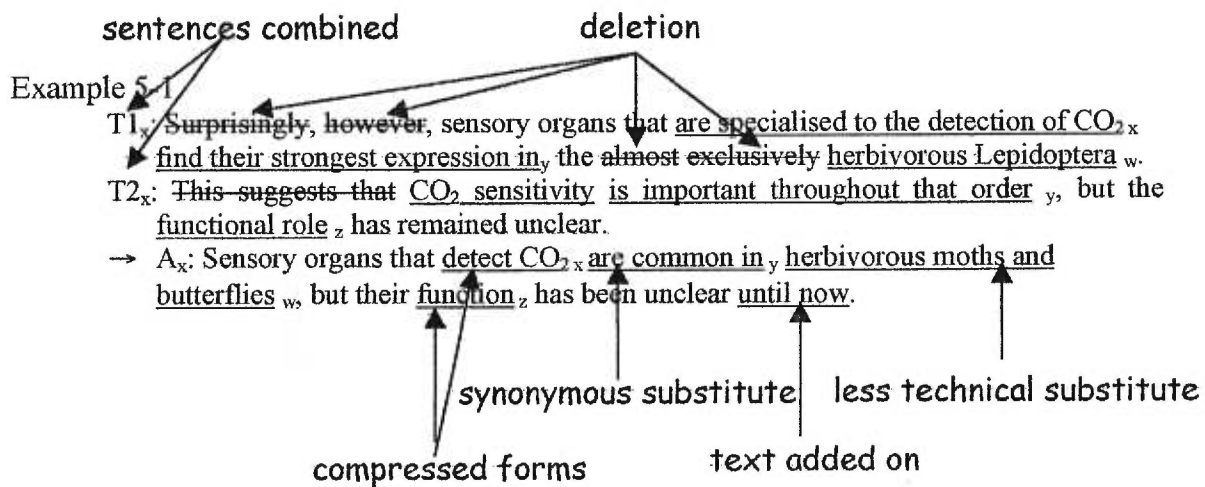 sentences combined deletion
Example 5-1
T1x: Surprisingly, however, sensory organs that are specialised to the detection of CO2 x
find their strongest expression in y the almost exclusively herbivorous Lepidoptera w.
T2x: This suggests that CO2 sensitivity is important throughout that order y, but the
functional role z has remained unclear.
→ Ax: Sensory organs that detect CO2 x are common in y herbivorous moths and
butterflies w, but their function z has been unclear until now.
synonymous substitute less technical substitute
compressed forms text added on